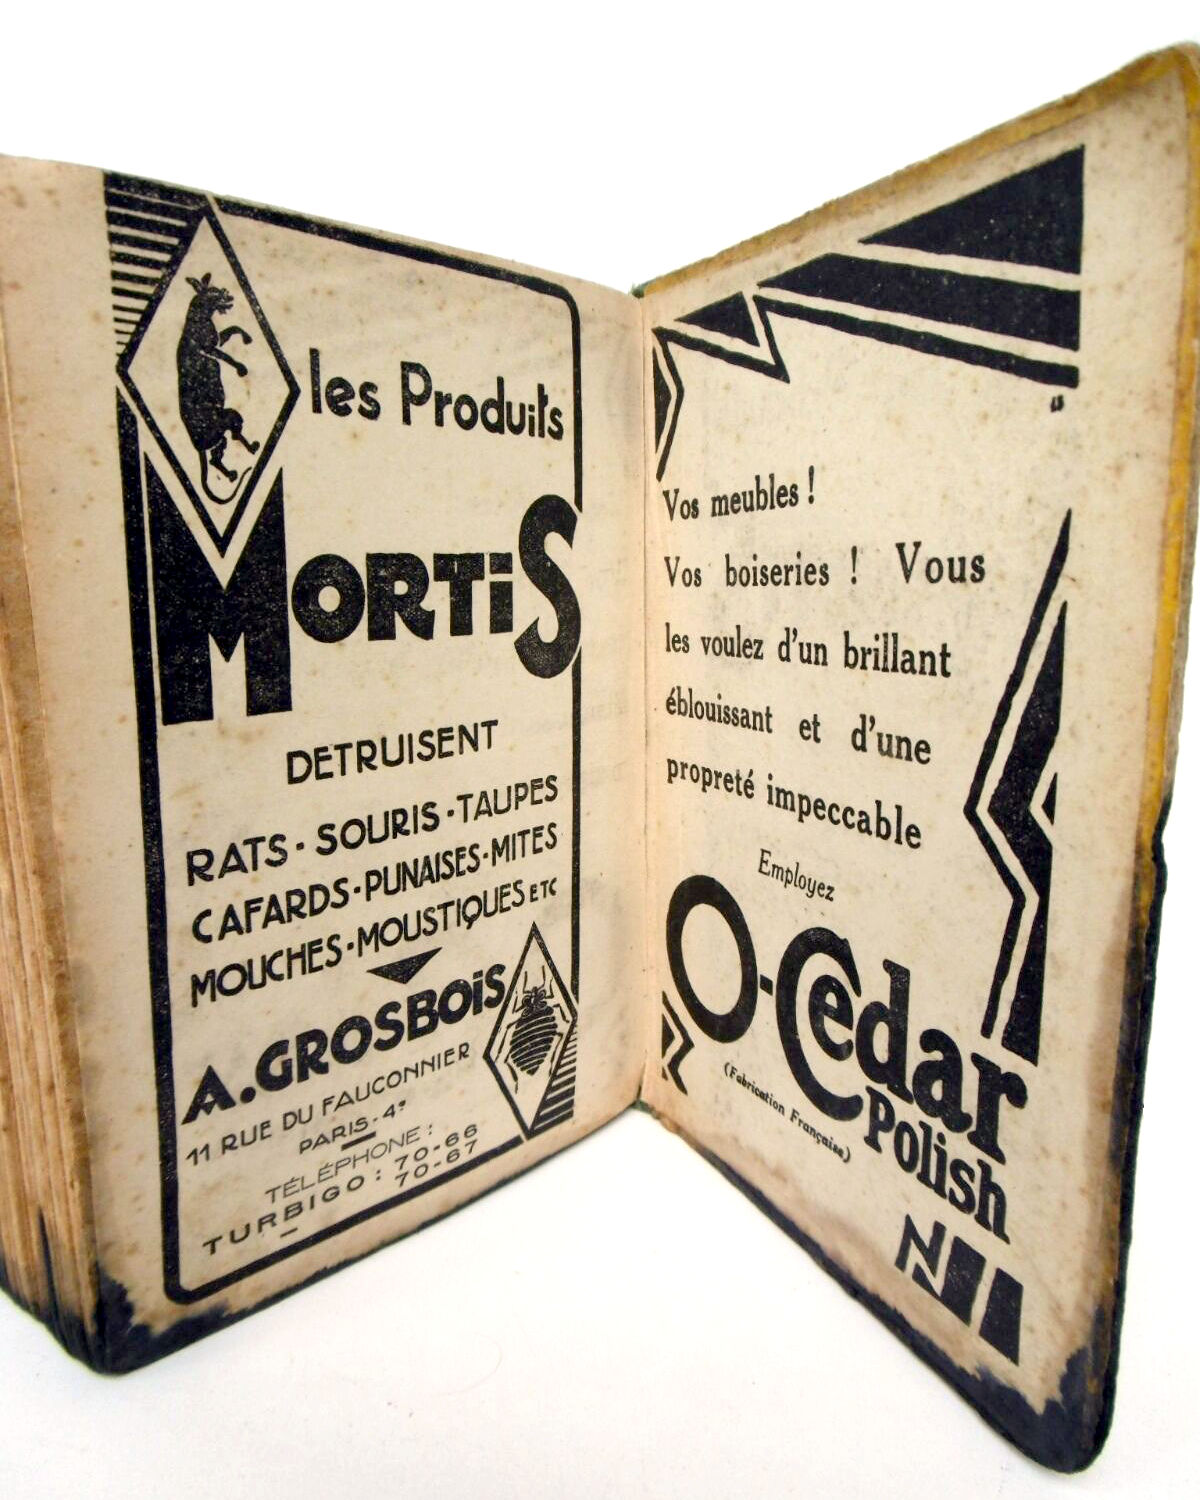 les Produits
MORTiS
DETRUISENT
RATS · SOURIS · TAUPES
CAFARDS · PUNAISES · MITES
MOUCHES · MOUSTIQUES ETC
A. GROSBOiS
11 RUE DU FAUCONNIER
PARIS - 4e
TÉLÉPHONE :
TURBIGO : 70-66
70-67
Vos meubles !
Vos boiseries ! Vous
les voulez d'un brillant
éblouissant et d'une
propreté impeccable
Employez
O-Cedar
Polish
(Fabrication Française)